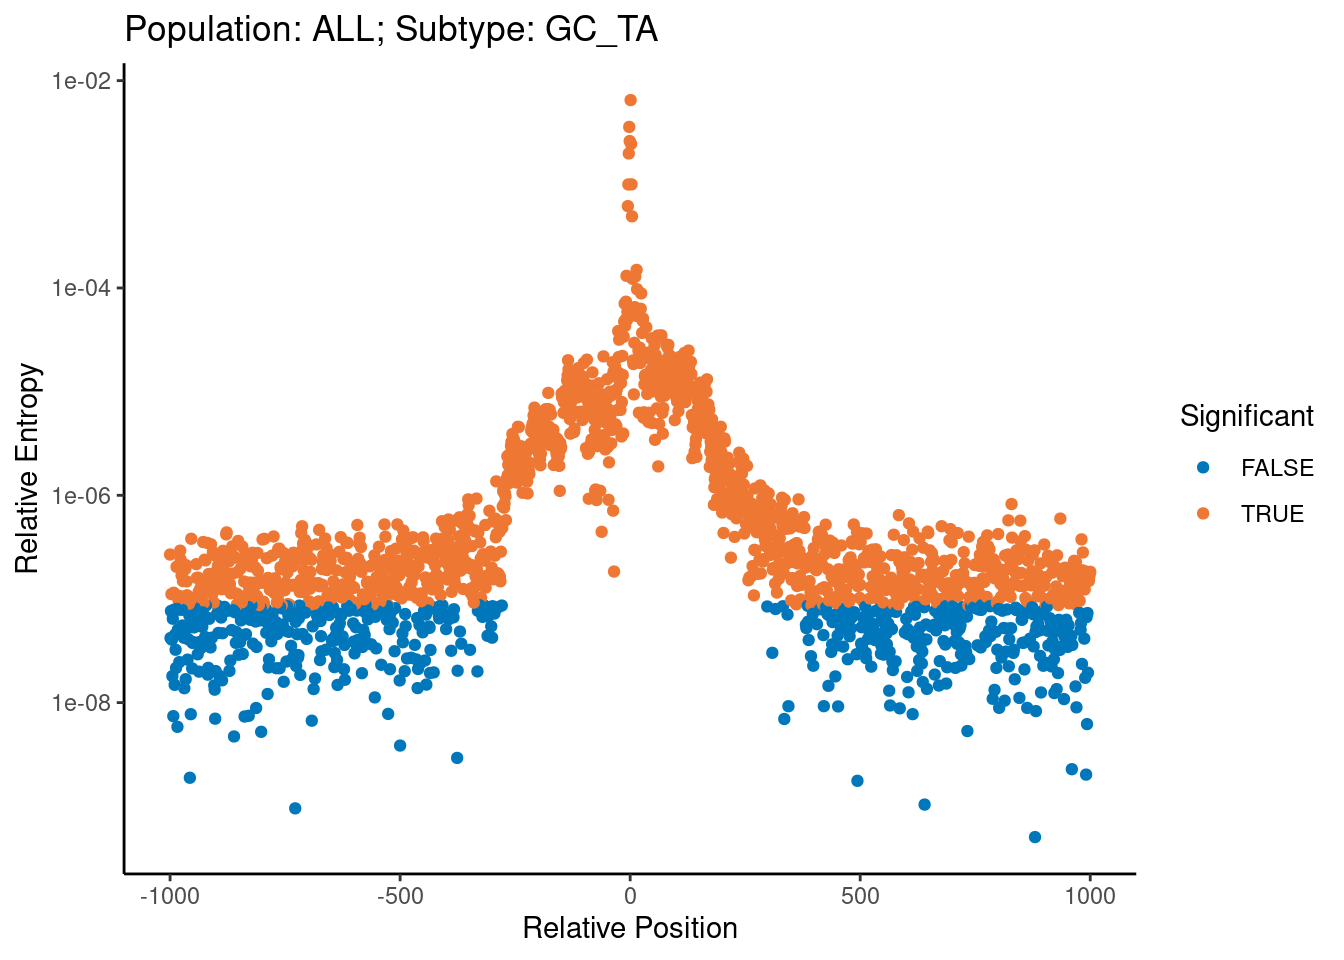 Population: ALL; Subtype: GC_TA
1e-02
1e-04
1e-06
1e-08
Relative Entropy
-1000
-500
0
500
1000
Relative Position
Significant
FALSE
TRUE